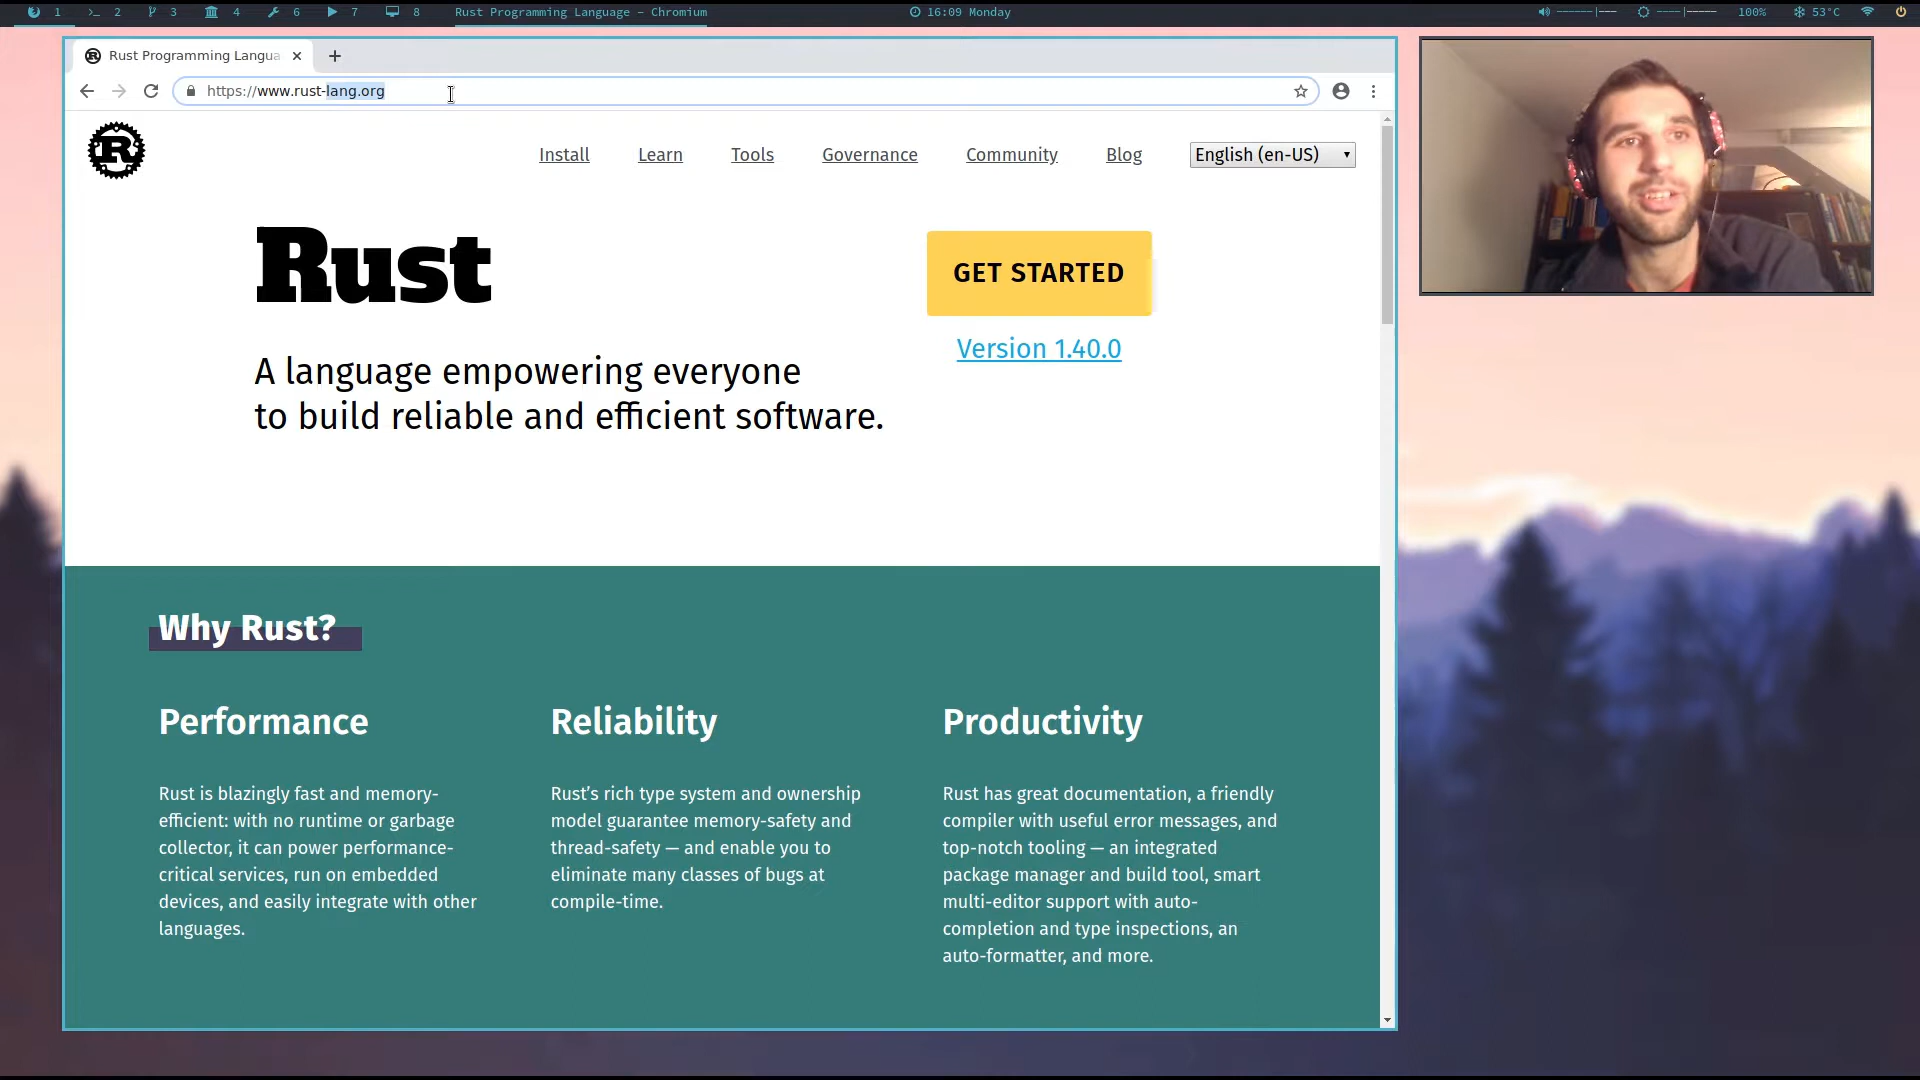 1 2 3 4 6 7 8 Rust Programming Language - Chromium 16:09 Monday 100% 53°C
Rust Programming Langua
https://www.rust-lang.org
R
Install Learn Tools Governance Community Blog English (en-US)
Rust
GET STARTED
Version 1.40.0
A language empowering everyone
to build reliable and efficient software.
Why Rust?
Performance
Rust is blazingly fast and memory-
efficient: with no runtime or garbage
collector, it can power performance-
critical services, run on embedded
devices, and easily integrate with other
languages.
Reliability
Rust’s rich type system and ownership
model guarantee memory-safety and
thread-safety — and enable you to
eliminate many classes of bugs at
compile-time.
Productivity
Rust has great documentation, a friendly
compiler with useful error messages, and
top-notch tooling — an integrated
package manager and build tool, smart
multi-editor support with auto-
completion and type inspections, an
auto-formatter, and more.